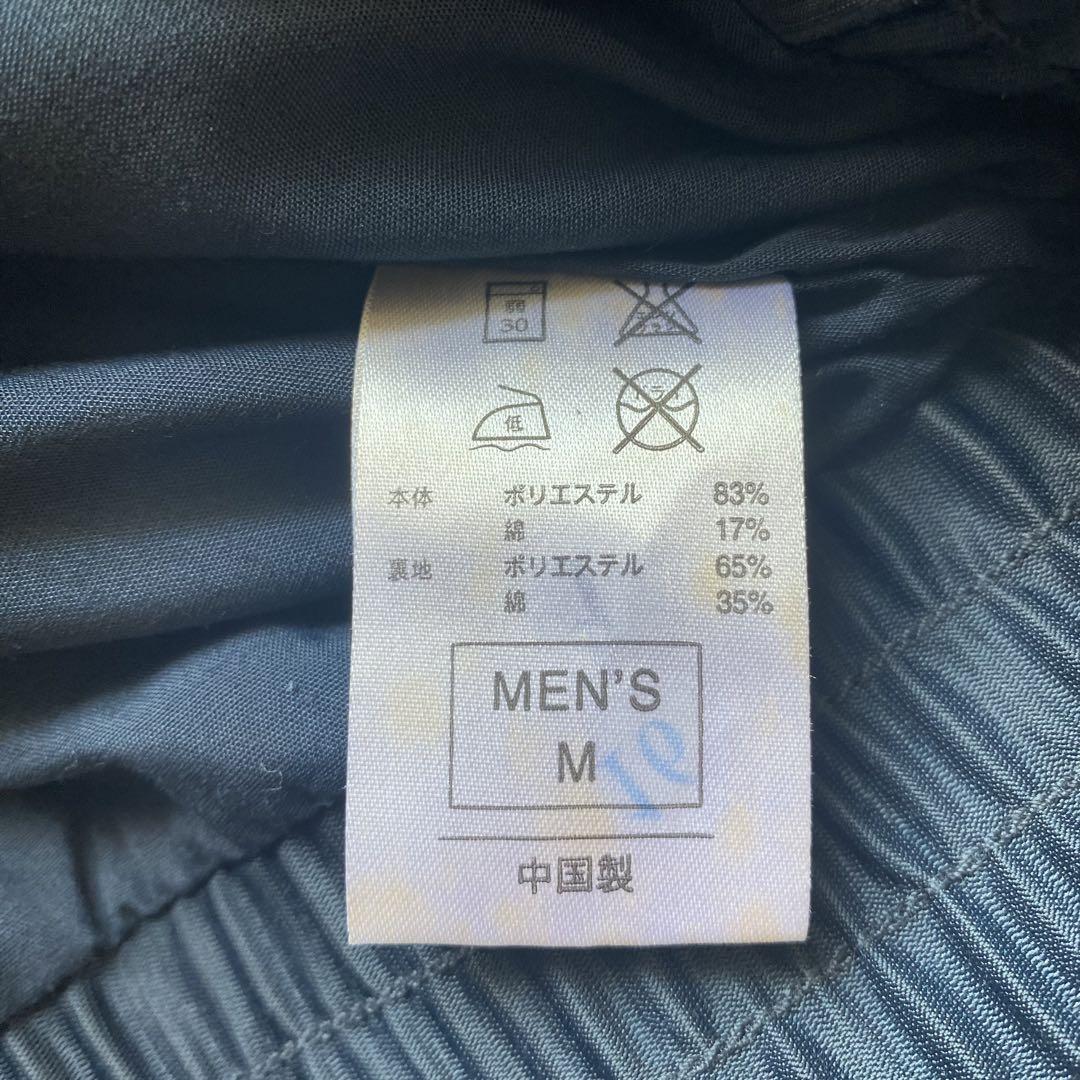 弱
30
低
本体 ポリエステル 83%
綿 17%
裏地 ポリエステル 65%
綿 35%
MEN'S
M
中国製